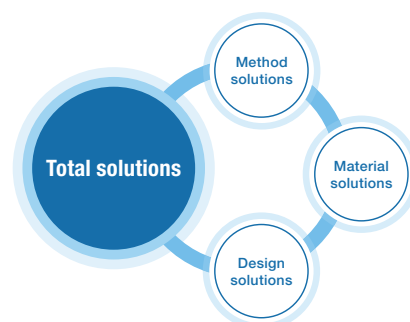 Total solutions
Method
solutions
Material
solutions
Design
solutions